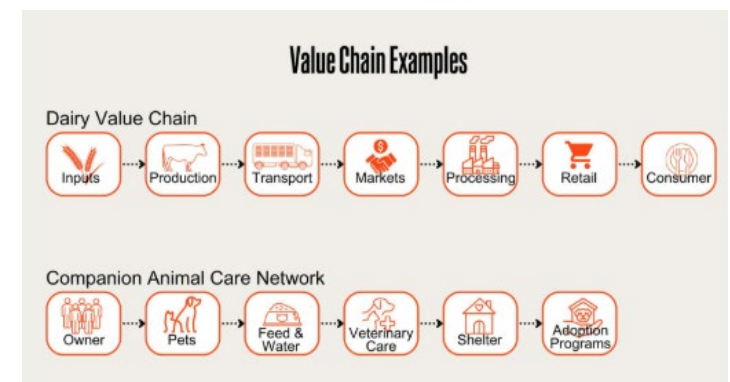 Value Chain Examples
Dairy Value Chain
Inputs
Production
Transport
Markets
Processing
Retail
Consumer
Companion Animal Care Network
Owner
Pets
Feed &
Water
Veterinary
Care
Shelter
Adoption
Programs